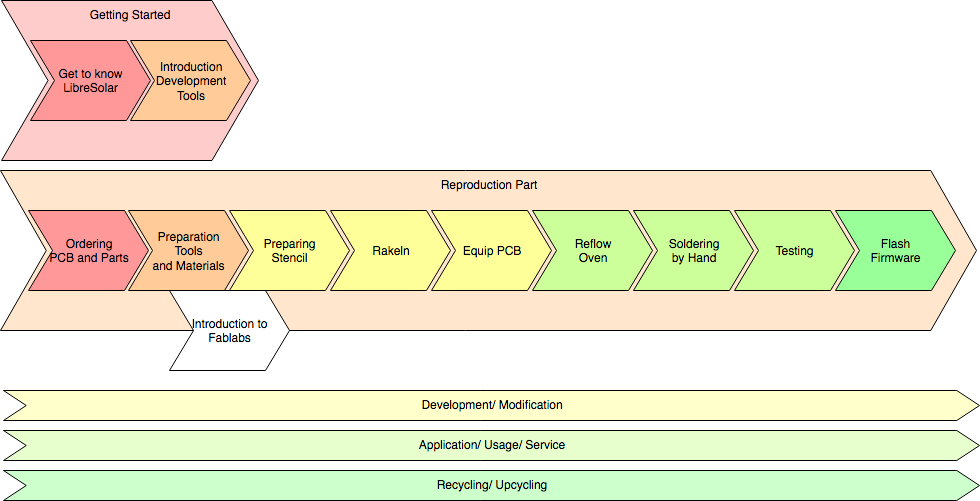 Getting Started
Get to know
LibreSolar
Introduction
Development
Tools
Reproduction Part
Ordering
PCB and Parts
Preparation
Tools
and Materials
Preparing
Stencil
Rakeln
Equip PCB
Reflow
Oven
Soldering
by Hand
Testing
Flash
Firmware
Introduction to
Fablabs
Development/ Modification
Application/ Usage/ Service
Recycling/ Upcycling